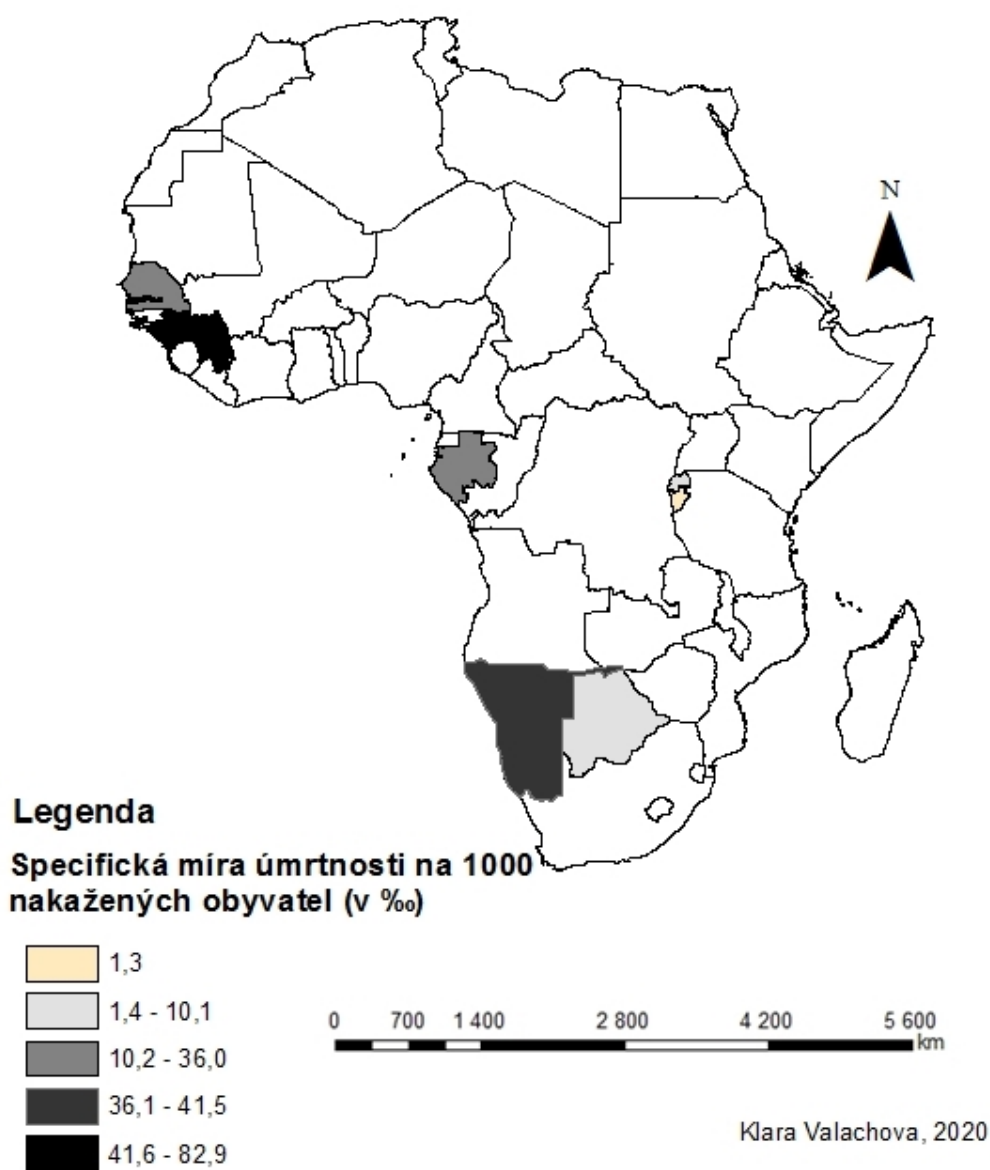 N
Legenda
Specifická míra úmrtnosti na 1000
nakažených obyvatel (v ‰)
1,3
1,4 - 10,1
10,2 - 36,0
36,1 - 41,5
41,6 - 82,9
0 700 1 400 2 800 4 200 5 600
km
Klara Valachova, 2020